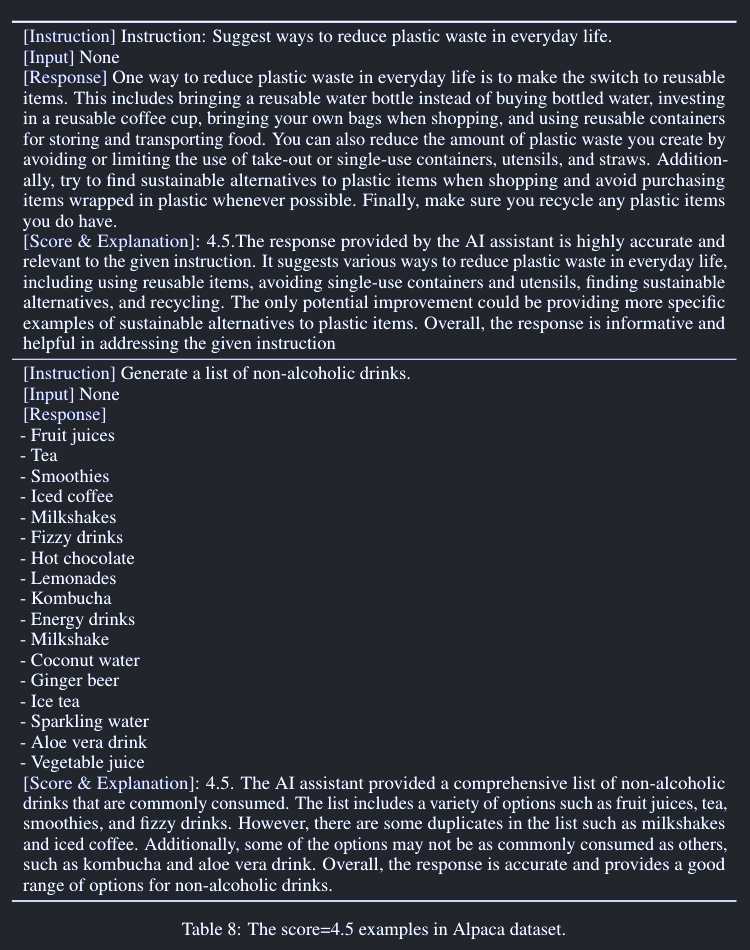 [Instruction] Instruction: Suggest ways to reduce plastic waste in everyday life.
[Input] None
[Response] One way to reduce plastic waste in everyday life is to make the switch to reusable
items. This includes bringing a reusable water bottle instead of buying bottled water, investing
in a reusable coffee cup, bringing your own bags when shopping, and using reusable containers
for storing and transporting food. You can also reduce the amount of plastic waste you create by
avoiding or limiting the use of take-out or single-use containers, utensils, and straws. Addition-
ally, try to find sustainable alternatives to plastic items when shopping and avoid purchasing
items wrapped in plastic whenever possible. Finally, make sure you recycle any plastic items
you do have.
[Score & Explanation]: 4.5.The response provided by the AI assistant is highly accurate and
relevant to the given instruction. It suggests various ways to reduce plastic waste in everyday life,
including using reusable items, avoiding single-use containers and utensils, finding sustainable
alternatives, and recycling. The only potential improvement could be providing more specific
examples of sustainable alternatives to plastic items. Overall, the response is informative and
helpful in addressing the given instruction
[Instruction] Generate a list of non-alcoholic drinks.
[Input] None
[Response]
- Fruit juices
- Tea
- Smoothies
- Iced coffee
- Milkshakes
- Fizzy drinks
- Hot chocolate
- Lemonades
- Kombucha
- Energy drinks
- Milkshake
- Coconut water
- Ginger beer
- Ice tea
- Sparkling water
- Aloe vera drink
- Vegetable juice
[Score & Explanation]: 4.5. The AI assistant provided a comprehensive list of non-alcoholic
drinks that are commonly consumed. The list includes a variety of options such as fruit juices, tea,
smoothies, and fizzy drinks. However, there are some duplicates in the list such as milkshakes
and iced coffee. Additionally, some of the options may not be as commonly consumed as others,
such as kombucha and aloe vera drink. Overall, the response is accurate and provides a good
range of options for non-alcoholic drinks.
Table 8: The score=4.5 examples in Alpaca dataset.